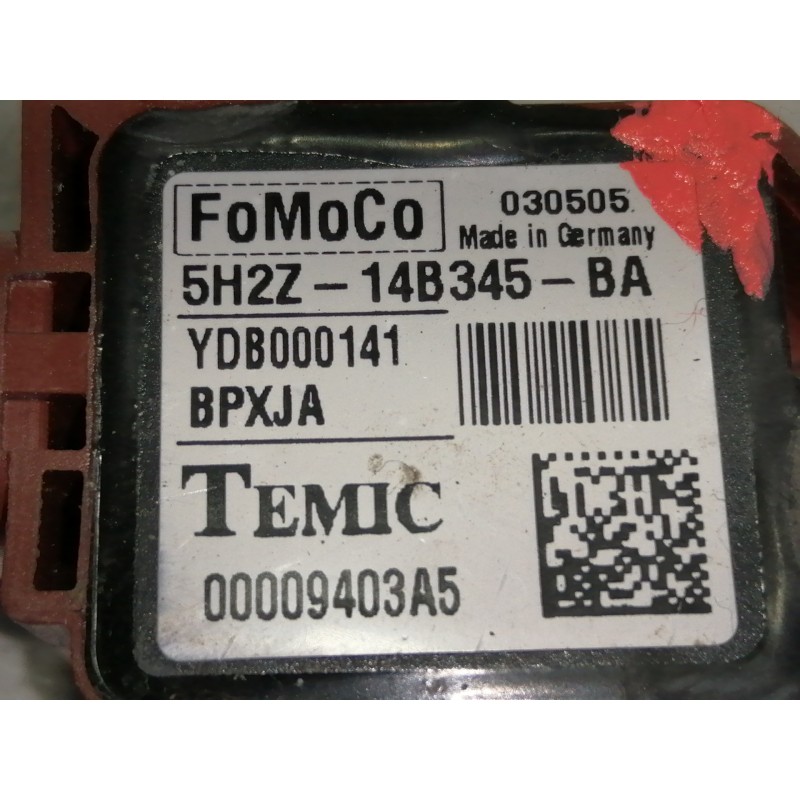 FoMoCo
030505
Made in Germany
5H2Z-14B345-BA
YDB000141
BPXJA
TEMIC
00009403A5